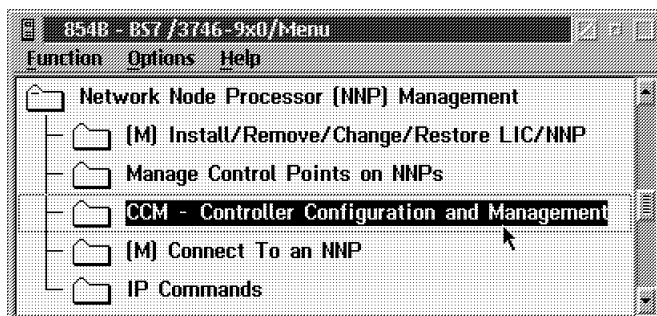 854B - BS7 /3746-9x0/Menu
Function Options Help
Network Node Processor (NNP) Management
(M) Install/Remove/Change/Restore LIC/NNP
Manage Control Points on NNPs
CCM - Controller Configuration and Management
(M) Connect To an NNP
IP Commands